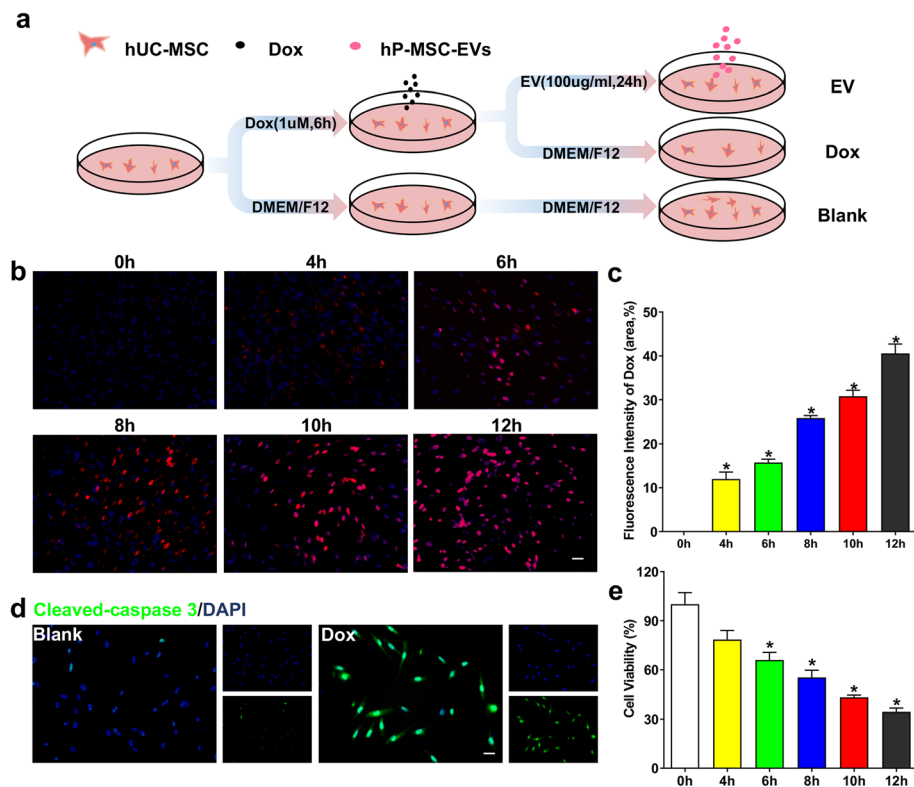 a
hUC-MSC Dox hP-MSC-EVs
Dox(1uM,6h)
EV(100ug/ml,24h)
EV
DMEM/F12
Dox
DMEM/F12
DMEM/F12
Blank
b
0h 4h 6h
8h 10h 12h
c
Fluorescence Intensity of Dox (area,%)
50
40
30
20
10
0
* * * * *
0h 4h 6h 8h 10h 12h
d
Cleaved-caspase 3/DAPI
Blank Dox
e
Cell Viability (%)
120
90
60
30
0
* * * *
0h 4h 6h 8h 10h 12h